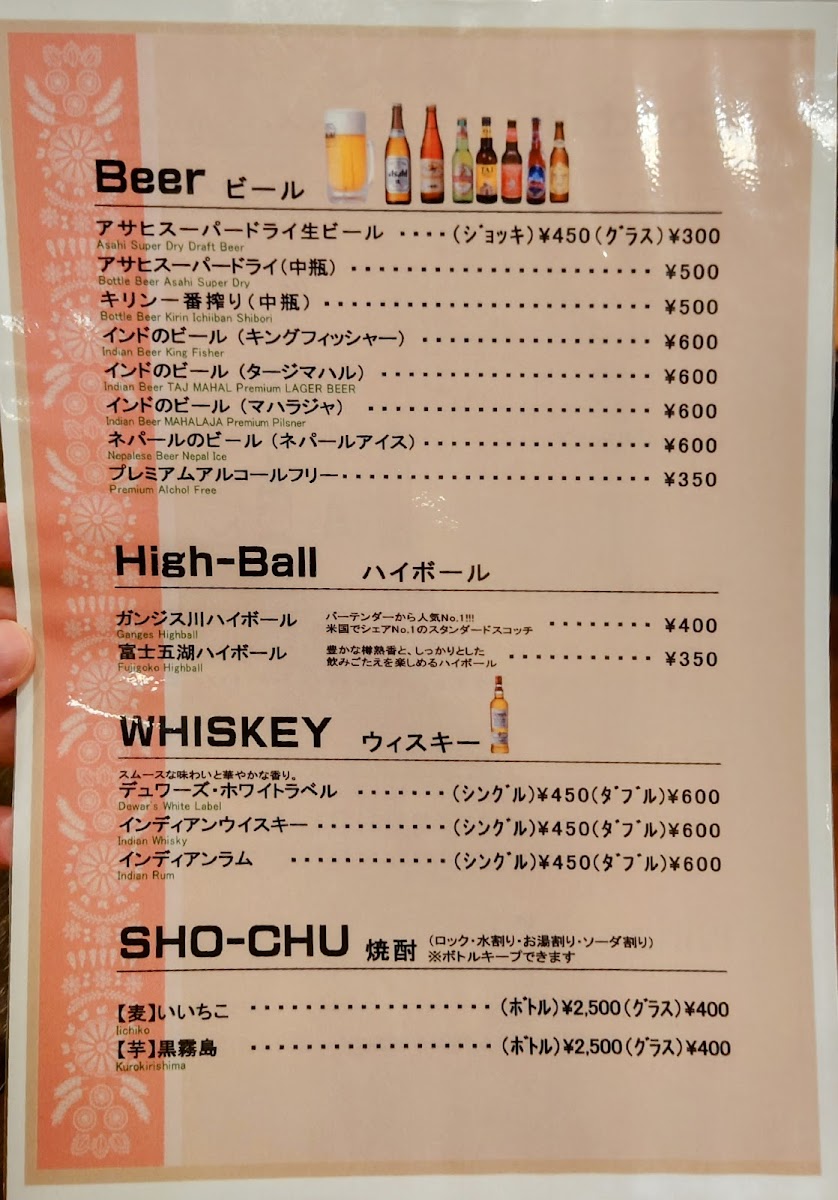 Beer ビール
アサヒスーパードライ生ビール ････(ｼﾞｮｯｷ)¥450(ｸﾞﾗｽ)¥300
Asahi Super Dry Draft Beer
アサヒスーパードライ(中瓶) ･･･････････････････････ ¥500
Bottle Beer Asahi Super Dry
キリン一番搾り(中瓶) ･････････････････････････ ¥500
Bottle Beer Kirin Ichiiban Shibori
インドのビール (キングフィッシャー) ･････････････････ ¥600
Indian Beer King Fisher
インドのビール (タージマハル) ････････････････････ ¥600
Indian Beer TAJ MAHAL Premium LAGER BEER
インドのビール (マハラジャ) ･････････････････････ ¥600
Indian Beer MAHALAJA Premium Pilsner
ネパールのビール (ネパールアイス)･････････････････ ¥600
Nepalese Beer Nepal Ice
プレミアムアルコールフリー･･･････････････････････ ¥350
Premium Alchol Free
High-Ball ハイボール
ガンジス川ハイボール バーテンダーから人気No.1!!!
米国でシェアNo.1のスタンダードスコッチ ････････ ¥400
Ganges Highball
富士五湖ハイボール 豊かな樽熟香と、しっかりとした
飲みごたえを楽しめるハイボール ･･･････････ ¥350
Fujigoko Highball
WHISKEY ウィスキー
スムースな味わいと華やかな香り。
デュワーズ・ホワイトラベル ･･･････ (ｼﾝｸﾞﾙ)¥450(ﾀﾞﾌﾞﾙ)¥600
Dewar's White Label
インディアンウイスキー ･･････････ (ｼﾝｸﾞﾙ)¥450(ﾀﾞﾌﾞﾙ)¥600
Indian Whisky
インディアンラム ････････････ (ｼﾝｸﾞﾙ)¥450(ﾀﾞﾌﾞﾙ)¥600
Indian Rum
SHO-CHU 焼酎 (ロック・水割り・お湯割り・ソーダ割り)
※ボトルキープできます
【麦】いいちこ ･･･････････････････ (ﾎﾞﾄﾙ)¥2,500(ｸﾞﾗｽ)¥400
Iichiko
【芋】黒霧島 ･･･････････････････ (ﾎﾞﾄﾙ)¥2,500(ｸﾞﾗｽ)¥400
Kurokirishima